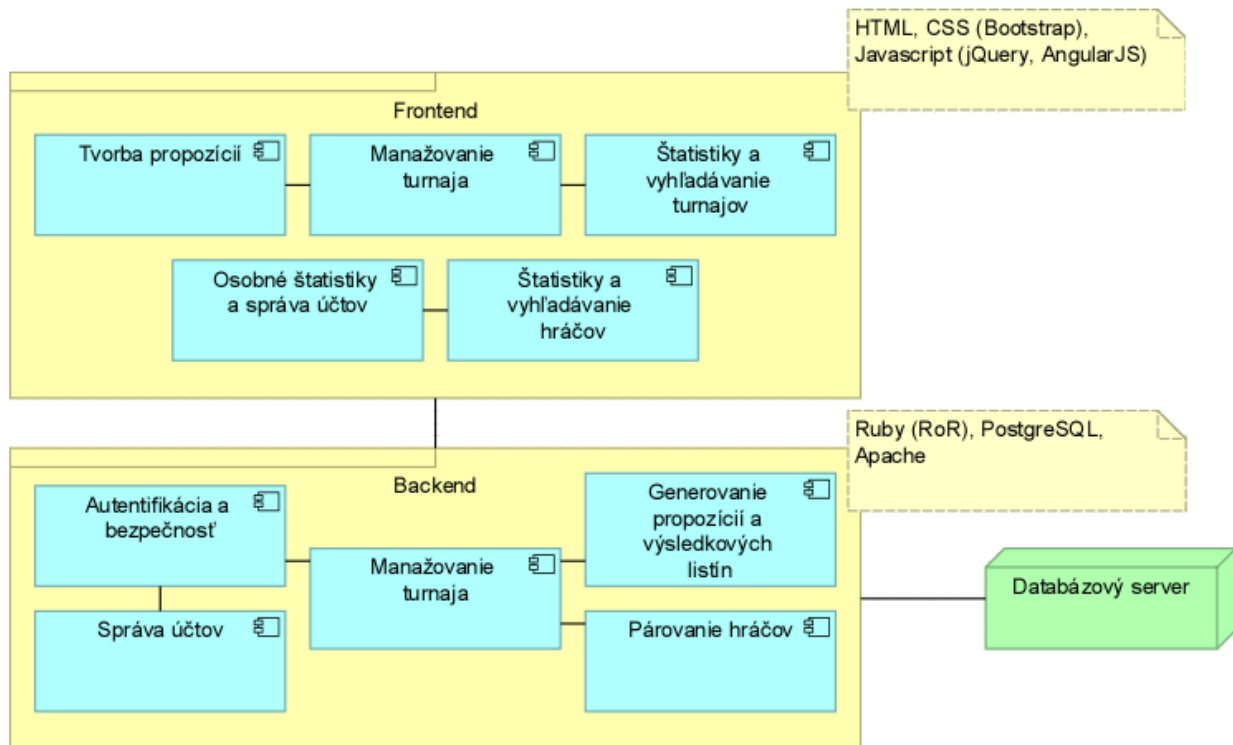 HTML, CSS (Bootstrap),
Javascript (jQuery, AngularJS)
Frontend
Tvorba propozícií
Manažovanie
turnaja
Štatistiky a
vyhľadávanie
turnajov
Osobné štatistiky
a správa účtov
Štatistiky a
vyhľadávanie
hráčov
Ruby (RoR), PostgreSQL,
Apache
Backend
Autentifikácia a
bezpečnosť
Manažovanie
turnaja
Generovanie
propozícií a
výsledkových
listín
Správa účtov
Párovanie hráčov
Databázový server